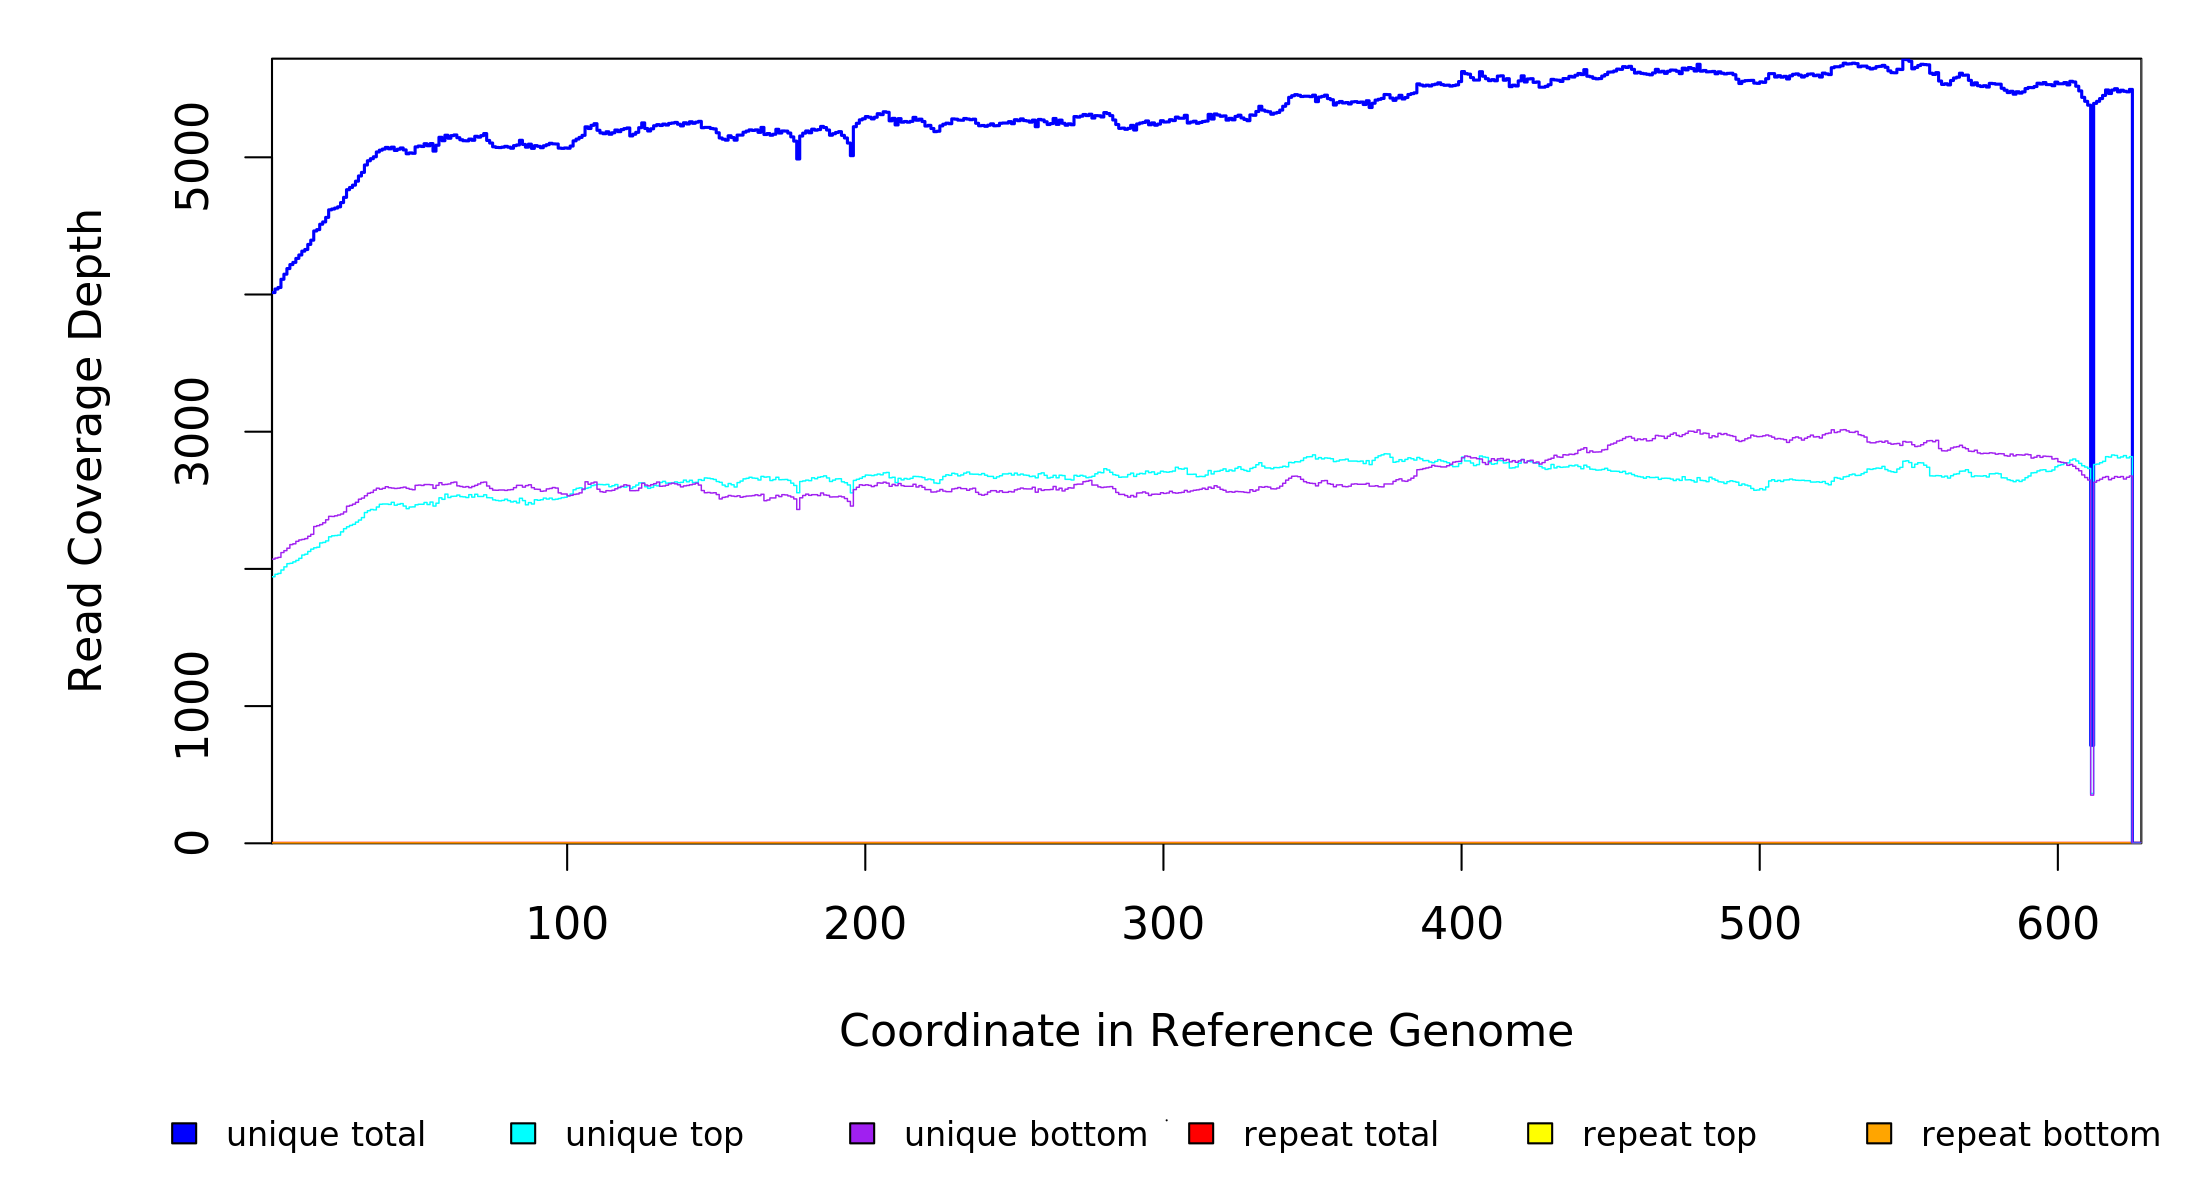 Read Coverage Depth
5000
3000
1000
0
100 200 300 400 500 600
Coordinate in Reference Genome
unique total unique top unique bottom repeat total repeat top repeat bottom